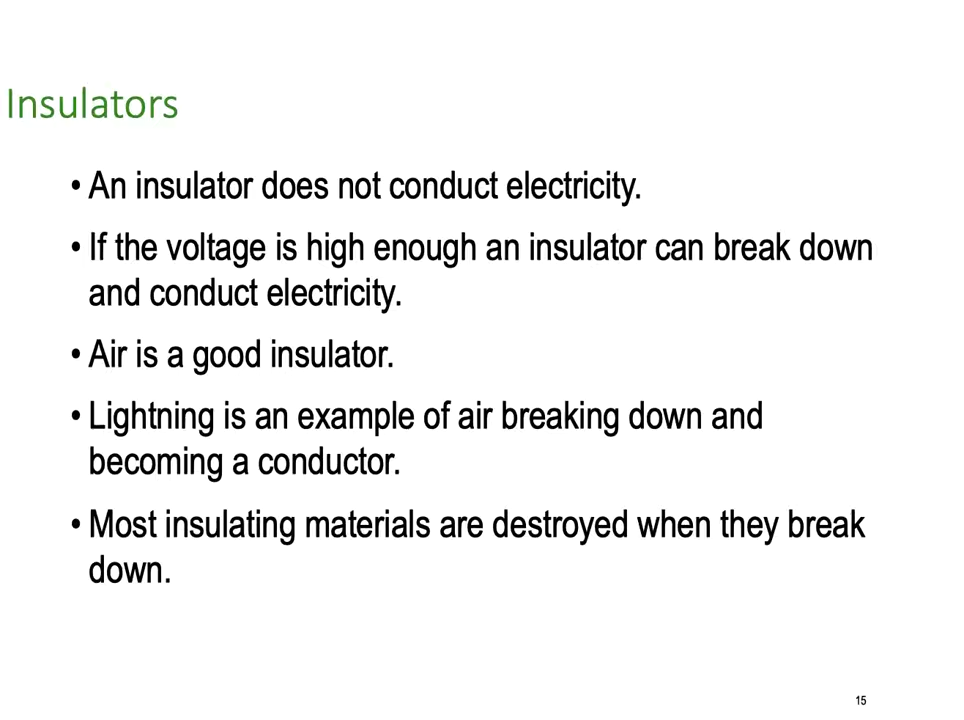 Insulators
• An insulator does not conduct electricity.
• If the voltage is high enough an insulator can break down
and conduct electricity.
• Air is a good insulator.
• Lightning is an example of air breaking down and
becoming a conductor.
• Most insulating materials are destroyed when they break
down.
15